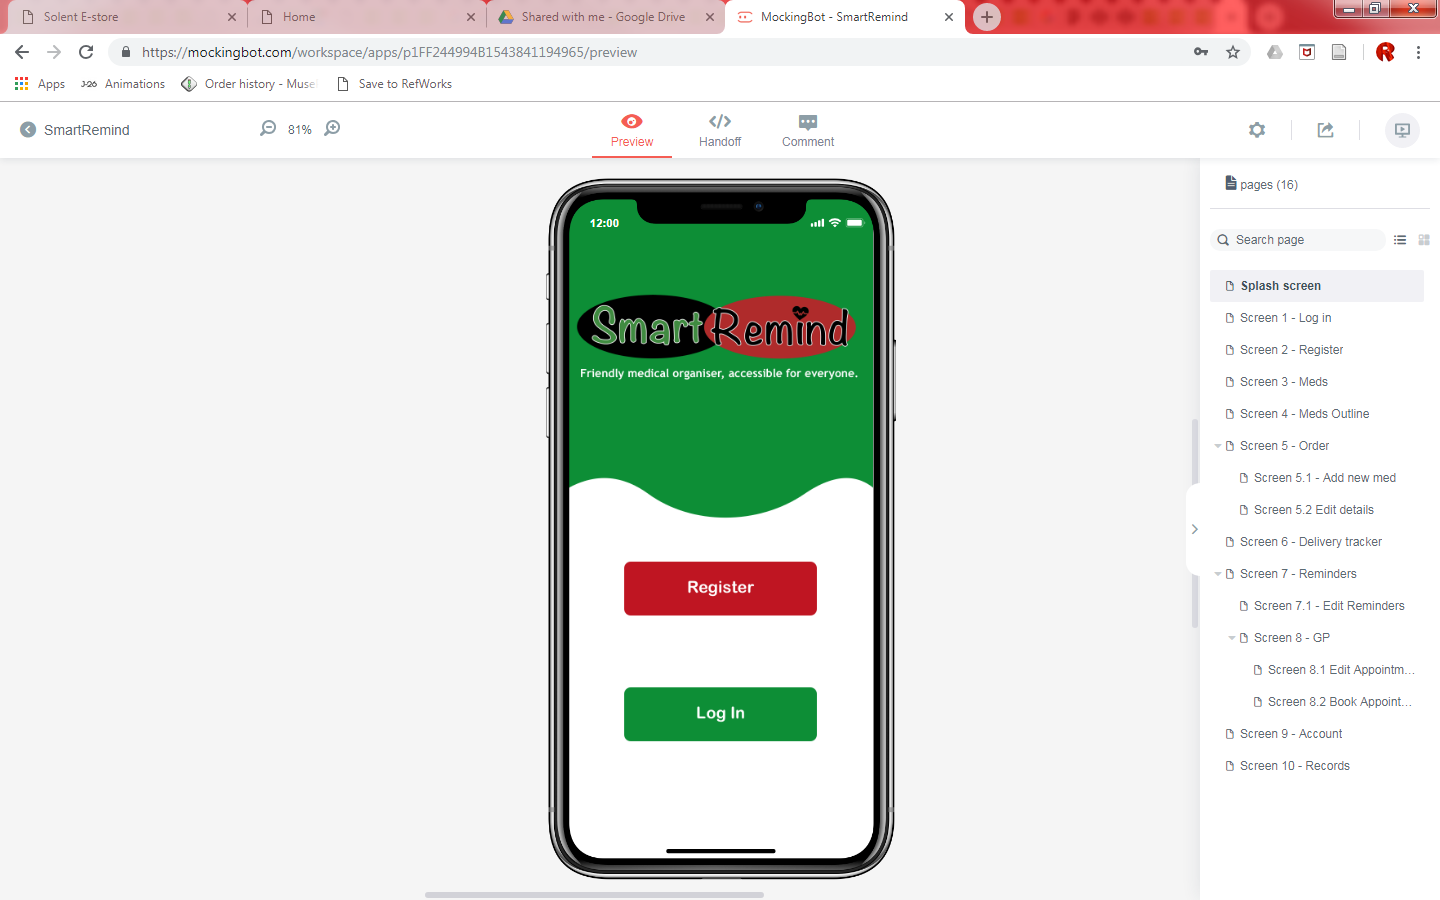 Solent E-store
Home
Shared with me - Google Drive
MockingBot - SmartRemind
https://mockingbot.com/workspace/apps/p1FF244994B1543841194965/preview
Apps
Animations
Order history - Muse
Save to RefWorks
SmartRemind
81%
Preview
Handoff
Comment
12:00
Smart Remind
Friendly medical organiser, accessible for everyone.
Register
Log In
pages (16)
Search page
Splash screen
Screen 1 - Log in
Screen 2 - Register
Screen 3 - Meds
Screen 4 - Meds Outline
Screen 5 - Order
Screen 5.1 - Add new med
Screen 5.2 Edit details
Screen 6 - Delivery tracker
Screen 7 - Reminders
Screen 7.1 - Edit Reminders
Screen 8 - GP
Screen 8.1 Edit Appointm...
Screen 8.2 Book Appoint...
Screen 9 - Account
Screen 10 - Records